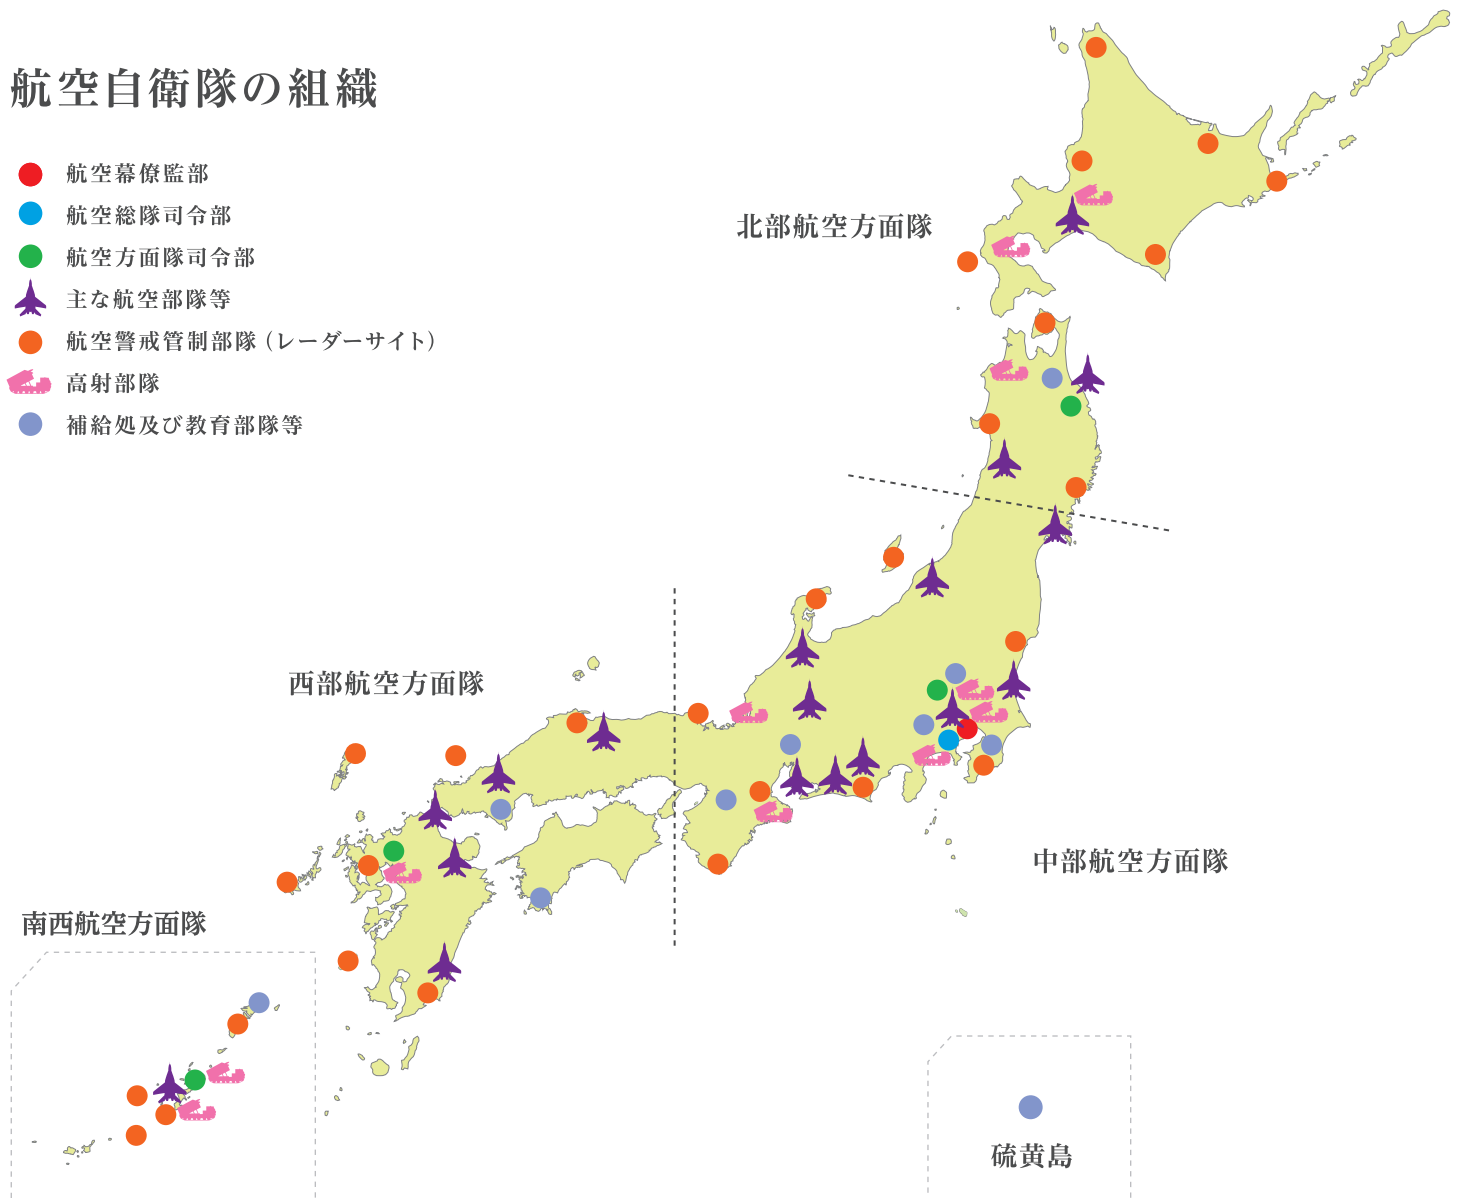 航空自衛隊の組織
航空幕僚監部
航空総隊司令部
航空方面隊司令部
主な航空部隊等
航空警戒管制部隊（レーダーサイト）
高射部隊
補給処及び教育部隊等
北部航空方面隊
西部航空方面隊
中部航空方面隊
南西航空方面隊
硫黄島